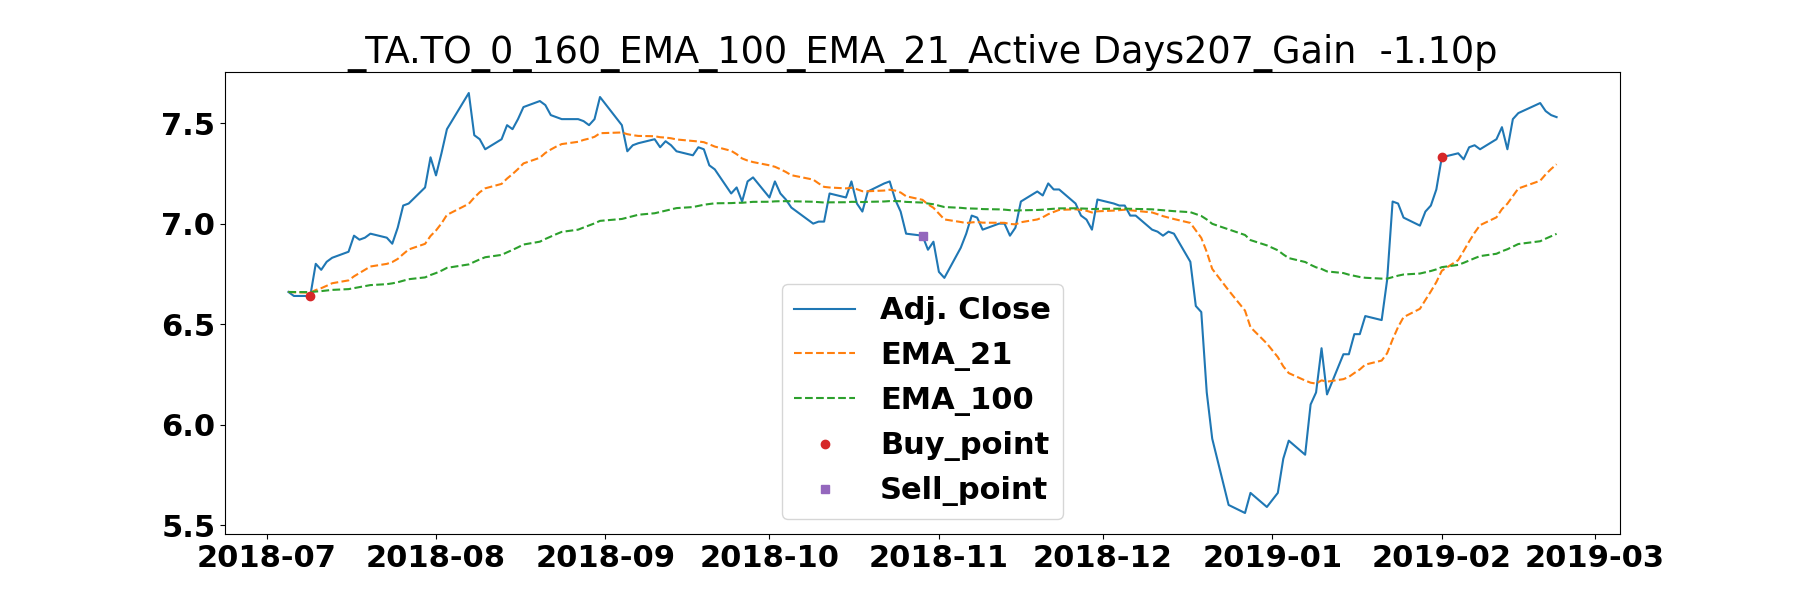 _TA.TO_0_160_EMA_100_EMA_21_Active Days207_Gain  -1.10p
7.5
7.0
6.5
6.0
5.5
Adj. Close
EMA_21
EMA_100
Buy_point
Sell_point
2018-07 2018-08 2018-09 2018-10 2018-11 2018-12 2019-01 2019-02 2019-03